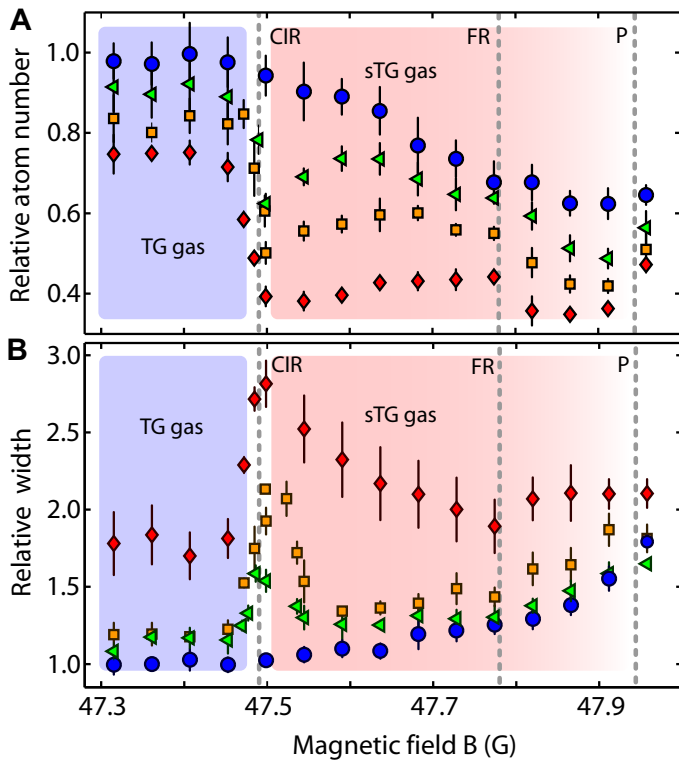 A
CIR
FR
P
sTG gas
TG gas
Relative atom number
1.0
0.8
0.6
0.4
B
CIR
FR
P
TG gas
sTG gas
Relative width
3.0
2.5
2.0
1.5
1.0
47.3
47.5
47.7
47.9
Magnetic field B (G)